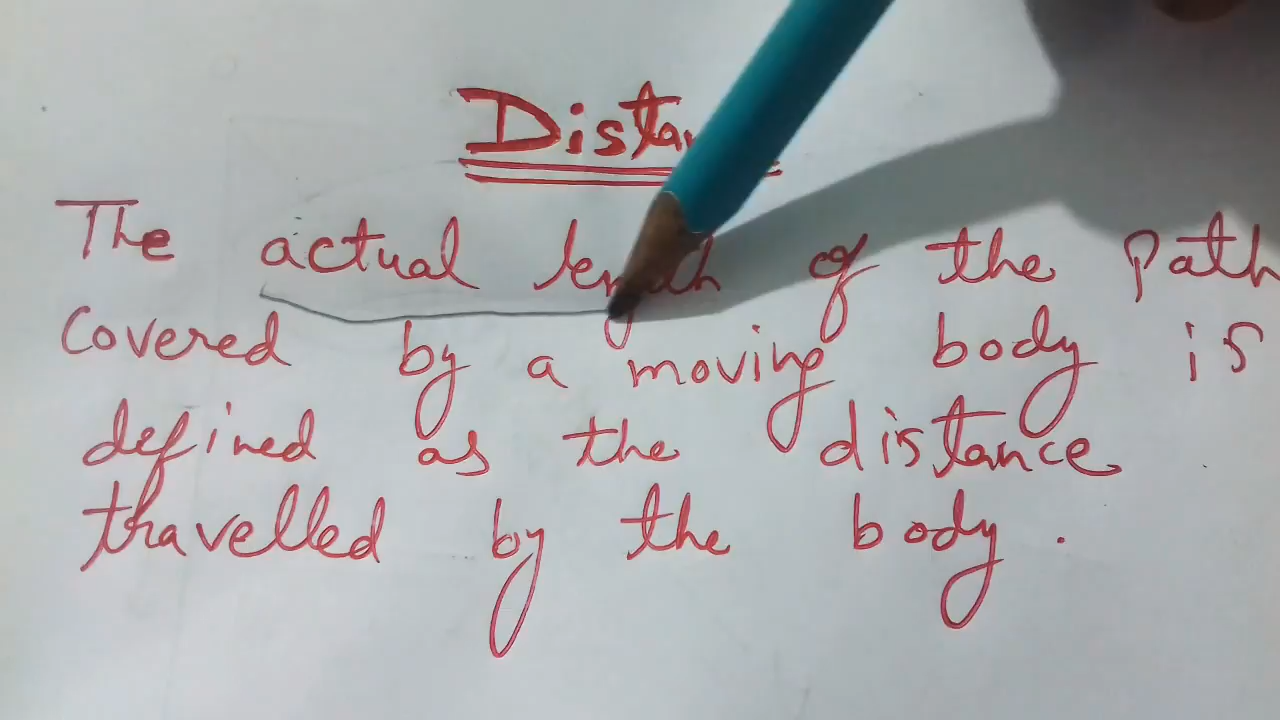 Distan
The actual length of the path
covered by a moving body is
defined as the distance
travelled by the body.